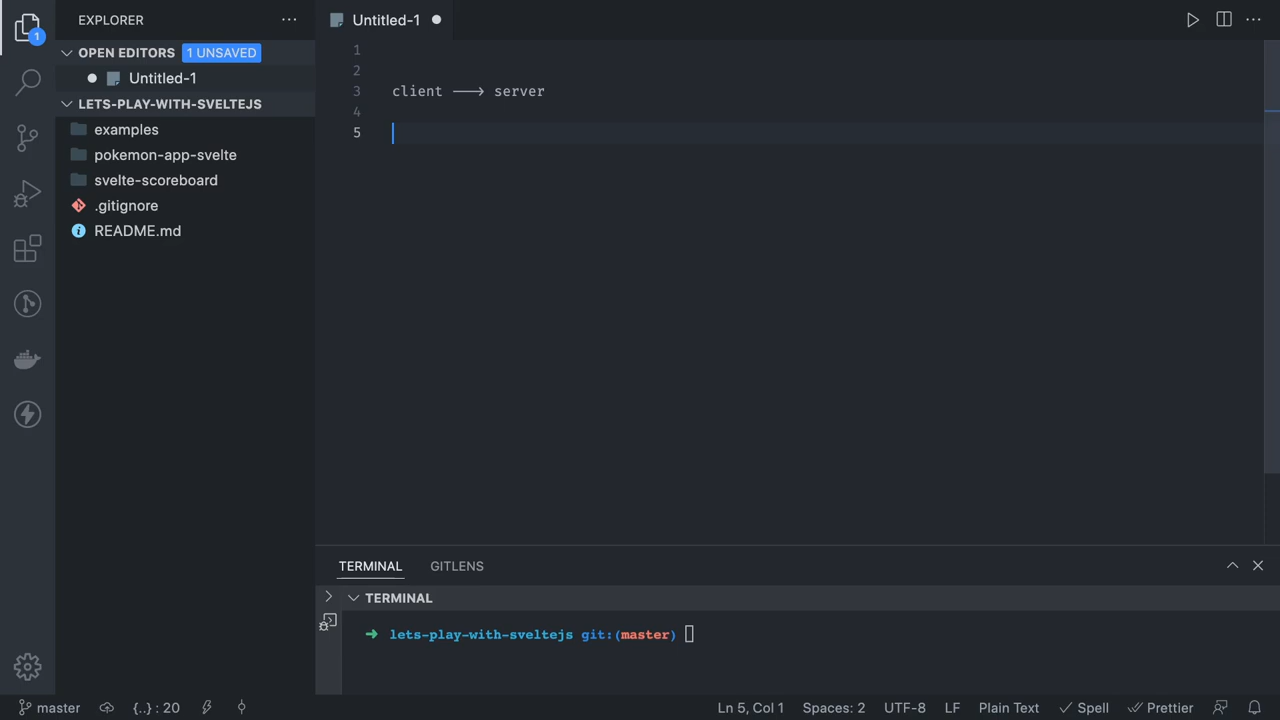 EXPLORER
1
OPEN EDITORS 1 UNSAVED
Untitled-1
LETS-PLAY-WITH-SVELTEJS
examples
pokemon-app-svelte
svelte-scoreboard
.gitignore
README.md
Untitled-1
1
2
3 client ---> server
4
5
TERMINAL GITLENS
TERMINAL
➜ lets-play-with-sveltejs git:(master)
master {..} : 20 Ln 5, Col 1 Spaces: 2 UTF-8 LF Plain Text Spell Prettier